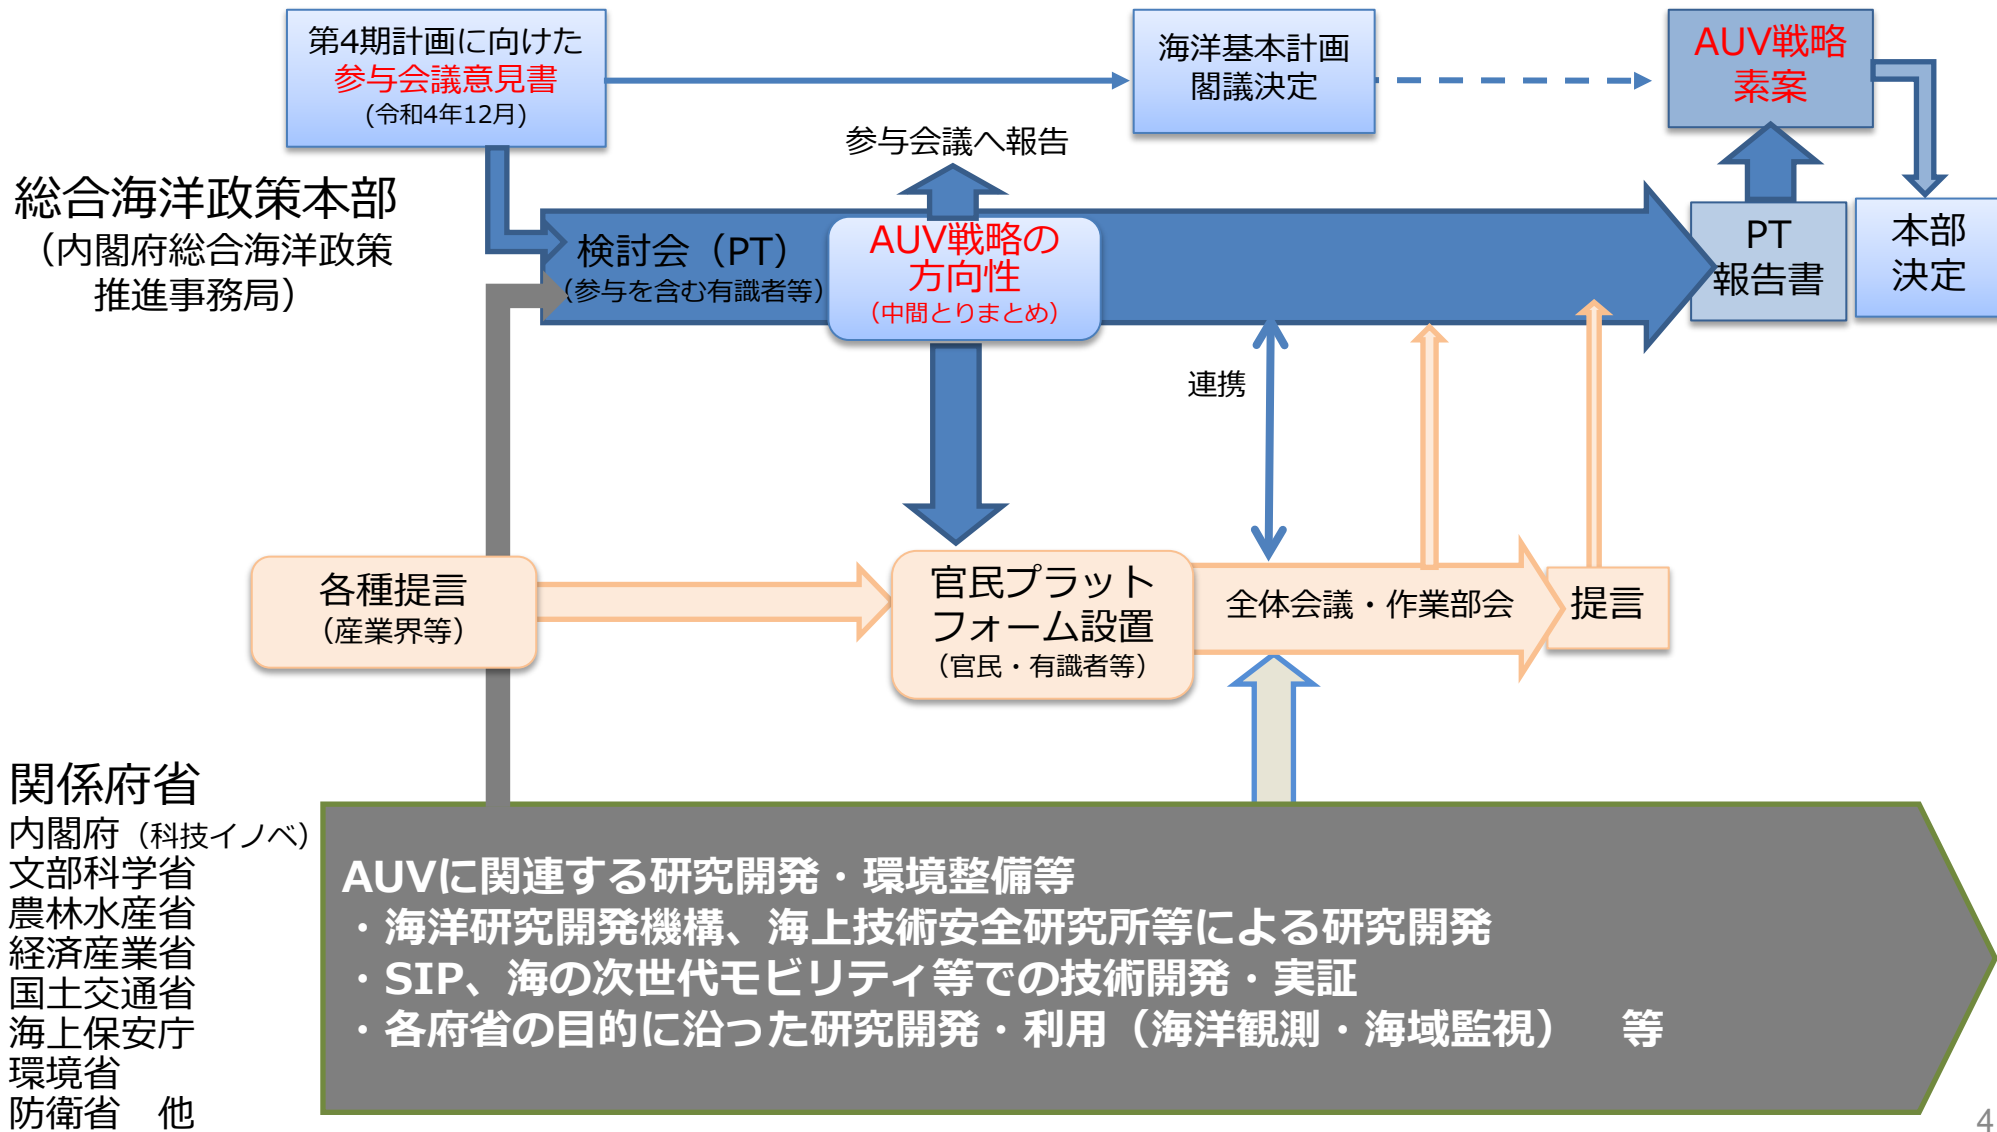 第4期計画に向けた
参与会議意見書
(令和4年12月)
海洋基本計画
閣議決定
AUV戦略
素案
参与会議へ報告
総合海洋政策本部
（内閣府総合海洋政策
推進事務局）
検討会（PT）
（参与を含む有識者等）
AUV戦略の
方向性
（中間とりまとめ）
PT
報告書
本部
決定
連携
各種提言
（産業界等）
官民プラット
フォーム設置
（官民・有識者等）
全体会議・作業部会
提言
関係府省
内閣府（科技イノベ）
文部科学省
農林水産省
経済産業省
国土交通省
海上保安庁
環境省
防衛省　他
AUVに関連する研究開発・環境整備等
・海洋研究開発機構、海上技術安全研究所等による研究開発
・SIP、海の次世代モビリティ等での技術開発・実証
・各府省の目的に沿った研究開発・利用（海洋観測・海域監視）　等
4